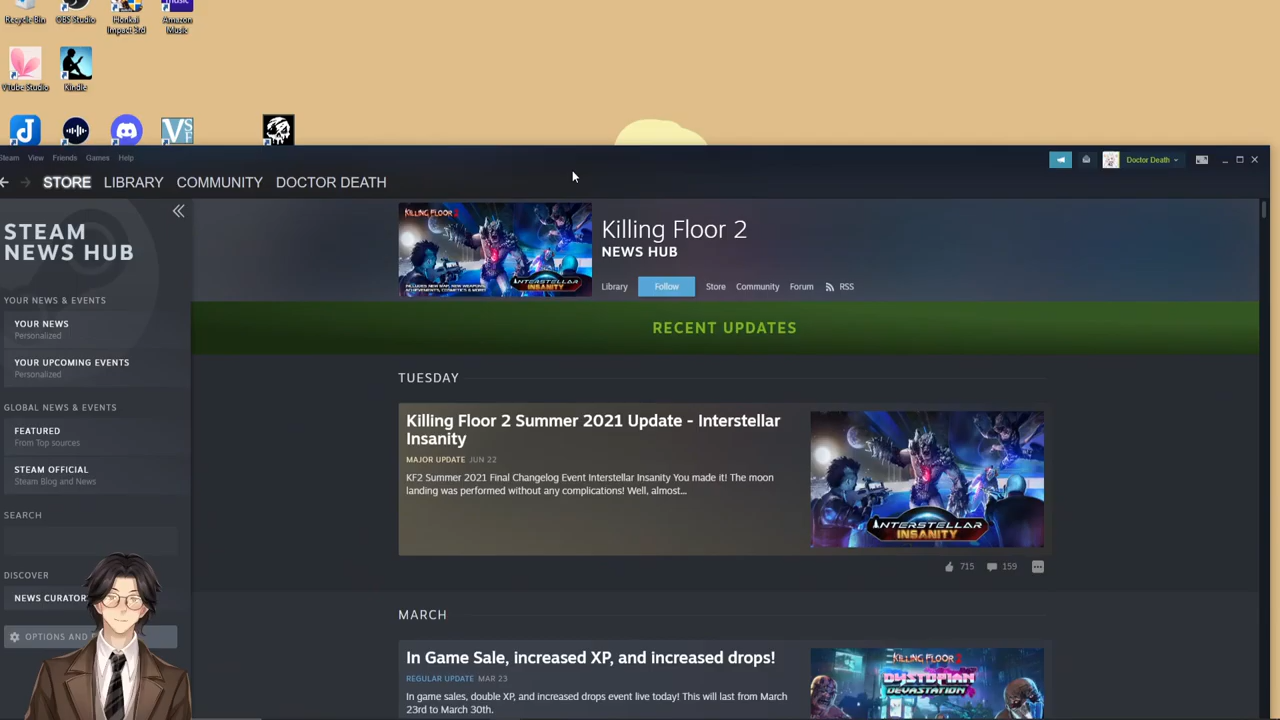 Recycle Bin
OBS Studio
Honkai
Impact 3rd
Amazon
Music
VTube Studio
Kindle
Steam View Friends Games Help
Doctor Death
STORE LIBRARY COMMUNITY DOCTOR DEATH
STEAM
NEWS HUB
YOUR NEWS & EVENTS
YOUR NEWS
Personalized
YOUR UPCOMING EVENTS
Personalized
GLOBAL NEWS & EVENTS
FEATURED
From Top sources
STEAM OFFICIAL
Steam Blog and News
SEARCH
DISCOVER
NEWS CURATOR
OPTIONS AND
KILLING FLOOR 2
INTERSTELLAR
INSANITY
Killing Floor 2
NEWS HUB
Library Follow Store Community Forum RSS
RECENT UPDATES
TUESDAY
Killing Floor 2 Summer 2021 Update - Interstellar
Insanity
MAJOR UPDATE JUN 22
KF2 Summer 2021 Final Changelog Event Interstellar Insanity You made it! The moon
landing was performed without any complications! Well, almost...
INTERSTELLAR
INSANITY
715 159
MARCH
In Game Sale, increased XP, and increased drops!
REGULAR UPDATE MAR 23
In game sales, double XP, and increased drops event live today! This will last from March
23rd to March 30th.
KILLING FLOOR 2
DYSTOPIAN
DEVASTATION